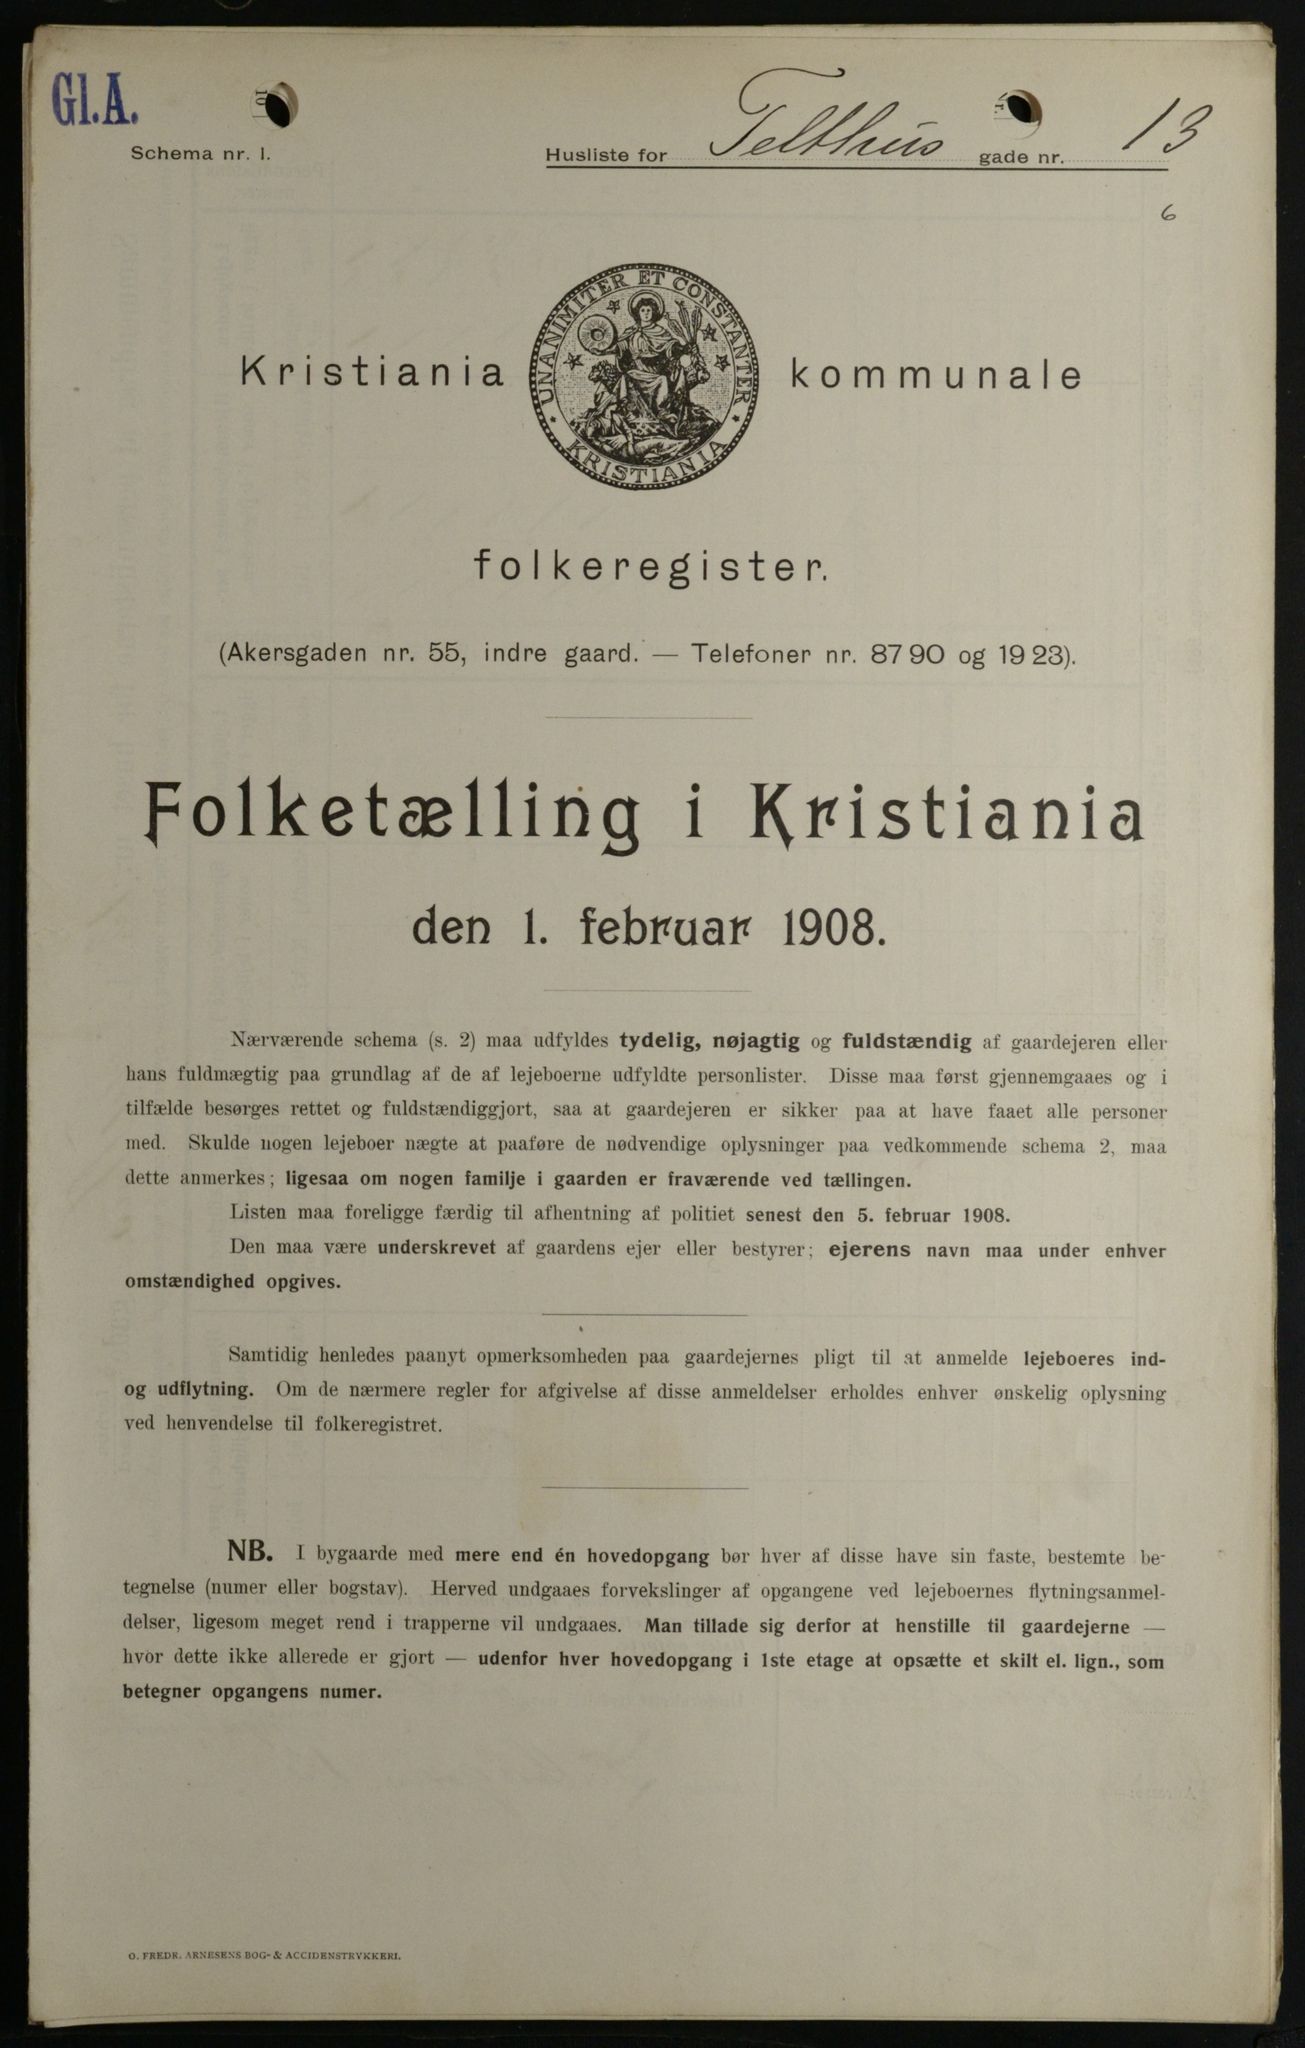 Gl.A.
Schema nr. 1.
Husliste for Telthus gade nr. 13
6
UNANIMITER ET CONSTANTER
KRISTIANIA
Kristiania kommunale
folkeregister.
(Akersgaden nr. 55, indre gaard. — Telefoner nr. 8790 og 1923).
Folketælling i Kristiania
den 1. februar 1908.
Nærværende schema (s. 2) maa udfyldes tydelig, nøjagtig og fuldstændig af gaardejeren eller
hans fuldmægtig paa grundlag af de af lejeboerne udfyldte personlister. Disse maa først gjennemgaaes og i
tilfælde besørges rettet og fuldstændiggjort, saa at gaardejeren er sikker paa at have faaet alle personer
med. Skulde nogen lejeboer nægte at paaføre de nødvendige oplysninger paa vedkommende schema 2, maa
dette anmerkes; ligesaa om nogen familje i gaarden er fraværende ved tællingen.
Listen maa foreligge færdig til afhentning af politiet senest den 5. februar 1908.
Den maa være underskrevet af gaardens ejer eller bestyrer; ejerens navn maa under enhver
omstændighed opgives.
Samtidig henledes paanyt opmerksomheden paa gaardejernes pligt til at anmelde lejeboeres ind-
og udflytning. Om de nærmere regler for afgivelse af disse anmeldelser erholdes enhver ønskelig oplysning
ved henvendelse til folkeregistret.
NB. I bygaarde med mere end én hovedopgang bør hver af disse have sin faste, bestemte be-
tegnelse (numer eller bogstav). Herved undgaaes forvekslinger af opgangene ved lejeboernes flytningsanmel-
delser, ligesom meget rend i trapperne vil undgaaes. Man tillade sig derfor at henstille til gaardejerne —
hvor dette ikke allerede er gjort — udenfor hver hovedopgang i 1ste etage at opsætte et skilt el. lign., som
betegner opgangens numer.
O. FREDR. ARNESENS BOG- & ACCIDENSTRYKKERI.